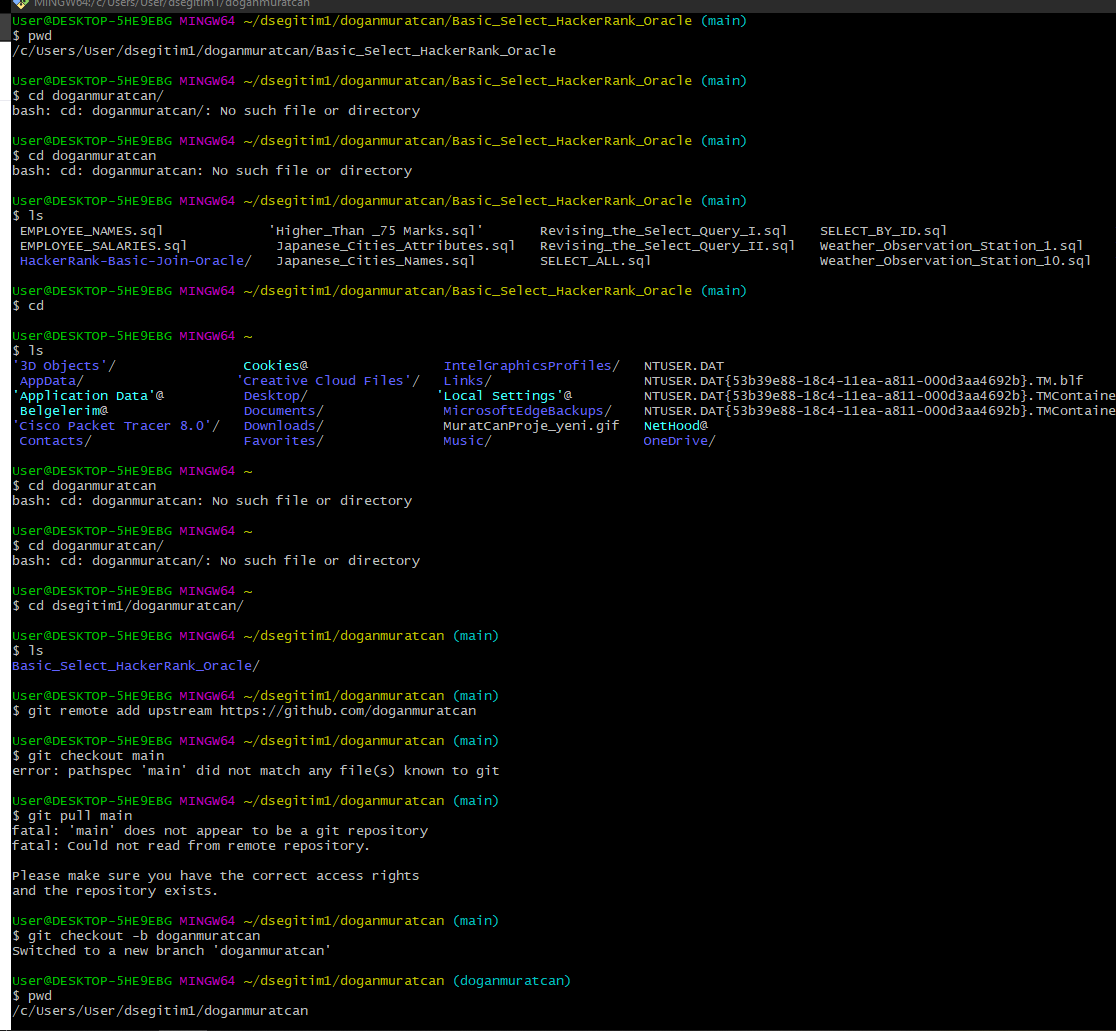 MINGW64:/c/Users/User/dsegitim1/doganmuratcan
User@DESKTOP-5HE9EBG MINGW64 ~/dsegitim1/doganmuratcan/Basic_Select_HackerRank_Oracle (main)
$ pwd
/c/Users/User/dsegitim1/doganmuratcan/Basic_Select_HackerRank_Oracle
User@DESKTOP-5HE9EBG MINGW64 ~/dsegitim1/doganmuratcan/Basic_Select_HackerRank_Oracle (main)
$ cd doganmuratcan/
bash: cd: doganmuratcan/: No such file or directory
User@DESKTOP-5HE9EBG MINGW64 ~/dsegitim1/doganmuratcan/Basic_Select_HackerRank_Oracle (main)
$ cd doganmuratcan
bash: cd: doganmuratcan: No such file or directory
User@DESKTOP-5HE9EBG MINGW64 ~/dsegitim1/doganmuratcan/Basic_Select_HackerRank_Oracle (main)
$ ls
EMPLOYEE_NAMES.sql 'Higher_Than _75 Marks.sql' Revising_the_Select_Query_I.sql SELECT_BY_ID.sql
EMPLOYEE_SALARIES.sql Japanese_Cities_Attributes.sql Revising_the_Select_Query_II.sql Weather_Observation_Station_1.sql
HackerRank-Basic-Join-Oracle/ Japanese_Cities_Names.sql SELECT_ALL.sql Weather_Observation_Station_10.sql
User@DESKTOP-5HE9EBG MINGW64 ~/dsegitim1/doganmuratcan/Basic_Select_HackerRank_Oracle (main)
$ cd
User@DESKTOP-5HE9EBG MINGW64 ~
$ ls
'3D Objects'/ Cookies@ IntelGraphicsProfiles/ NTUSER.DAT
AppData/ 'Creative Cloud Files'/ Links/ NTUSER.DAT{53b39e88-18c4-11ea-a811-000d3aa4692b}.TM.blf
'Application Data'@ Desktop/ 'Local Settings'@ NTUSER.DAT{53b39e88-18c4-11ea-a811-000d3aa4692b}.TMContaine
Belgelerim@ Documents/ MicrosoftEdgeBackups/ NTUSER.DAT{53b39e88-18c4-11ea-a811-000d3aa4692b}.TMContaine
'Cisco Packet Tracer 8.0'/ Downloads/ MuratCanProje_yeni.gif NetHood@
Contacts/ Favorites/ Music/ OneDrive/
User@DESKTOP-5HE9EBG MINGW64 ~
$ cd doganmuratcan
bash: cd: doganmuratcan: No such file or directory
User@DESKTOP-5HE9EBG MINGW64 ~
$ cd doganmuratcan/
bash: cd: doganmuratcan/: No such file or directory
User@DESKTOP-5HE9EBG MINGW64 ~
$ cd dsegitim1/doganmuratcan/
User@DESKTOP-5HE9EBG MINGW64 ~/dsegitim1/doganmuratcan (main)
$ ls
Basic_Select_HackerRank_Oracle/
User@DESKTOP-5HE9EBG MINGW64 ~/dsegitim1/doganmuratcan (main)
$ git remote add upstream https://github.com/doganmuratcan
User@DESKTOP-5HE9EBG MINGW64 ~/dsegitim1/doganmuratcan (main)
$ git checkout main
error: pathspec 'main' did not match any file(s) known to git
User@DESKTOP-5HE9EBG MINGW64 ~/dsegitim1/doganmuratcan (main)
$ git pull main
fatal: 'main' does not appear to be a git repository
fatal: Could not read from remote repository.
Please make sure you have the correct access rights
and the repository exists.
User@DESKTOP-5HE9EBG MINGW64 ~/dsegitim1/doganmuratcan (main)
$ git checkout -b doganmuratcan
Switched to a new branch 'doganmuratcan'
User@DESKTOP-5HE9EBG MINGW64 ~/dsegitim1/doganmuratcan (doganmuratcan)
$ pwd
/c/Users/User/dsegitim1/doganmuratcan